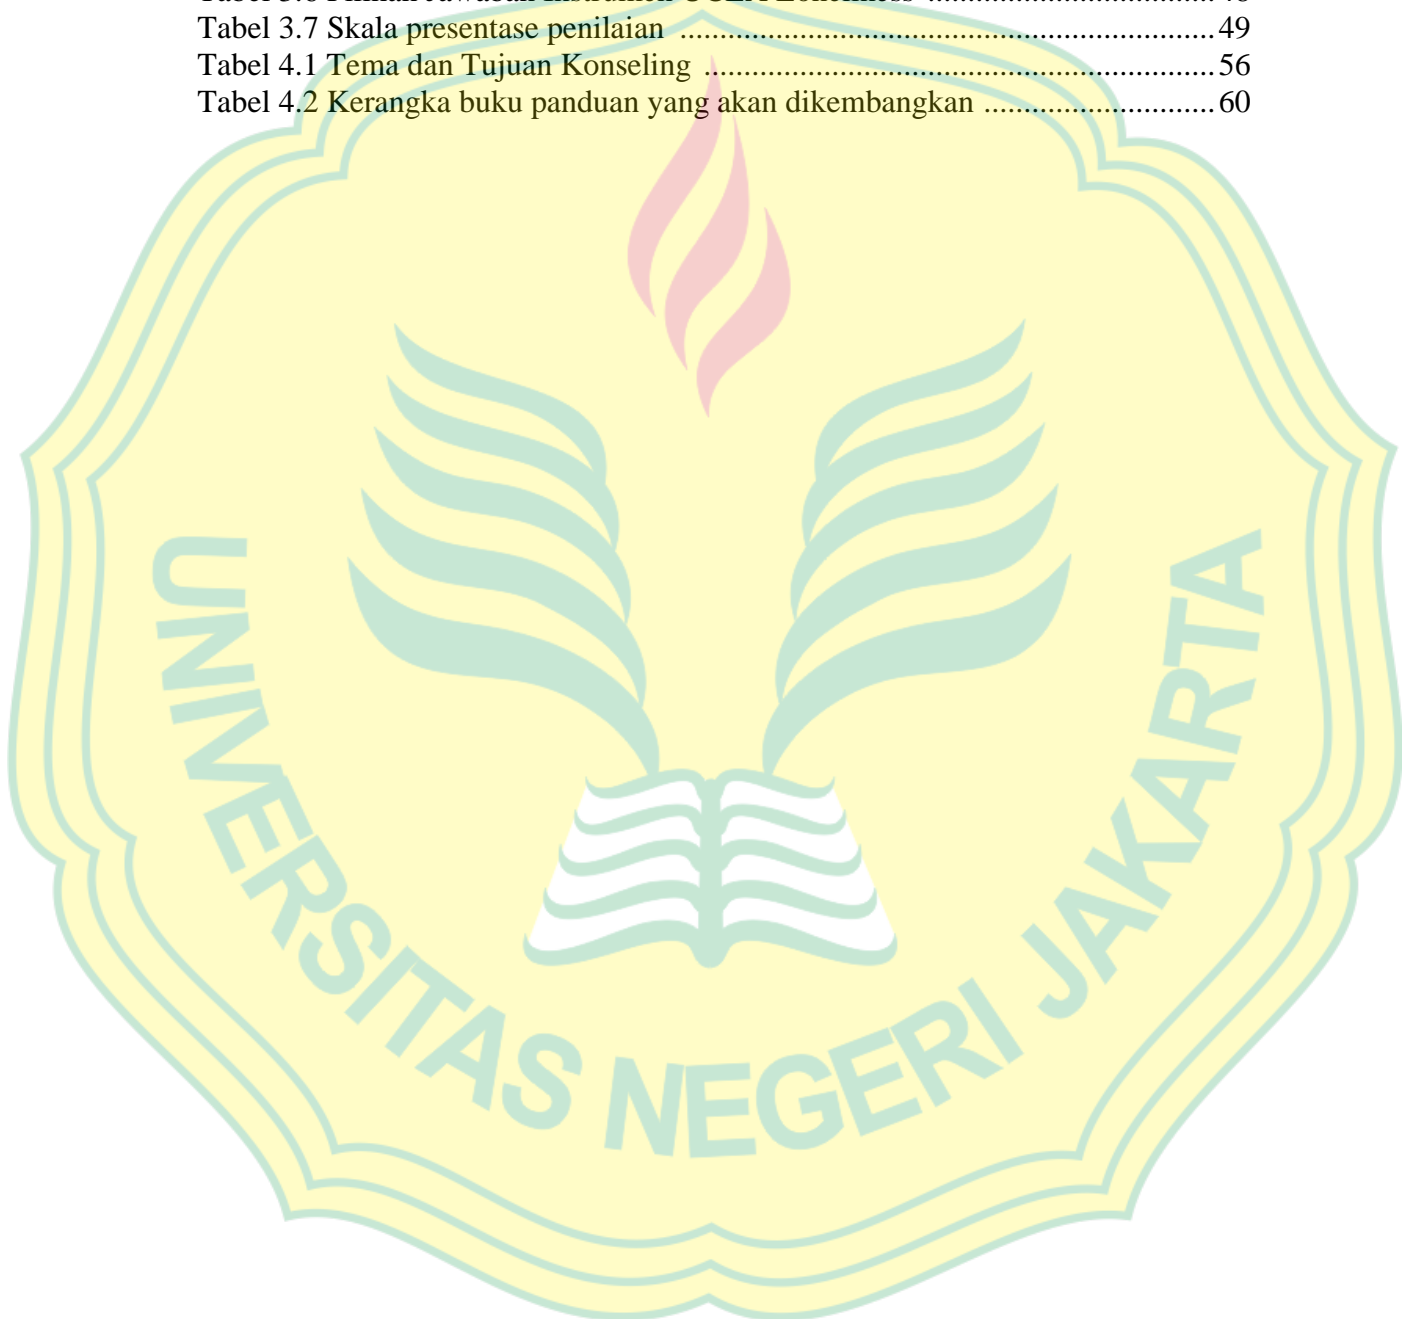 Tabel 3.7 Skala presentase penilaian ........................................................................ 49
Tabel 4.1 Tema dan Tujuan Konseling ..................................................................... 56
Tabel 4.2 Kerangka buku panduan yang akan dikembangkan ............................... 60
UNIVERSITAS NEGERI JAKARTA